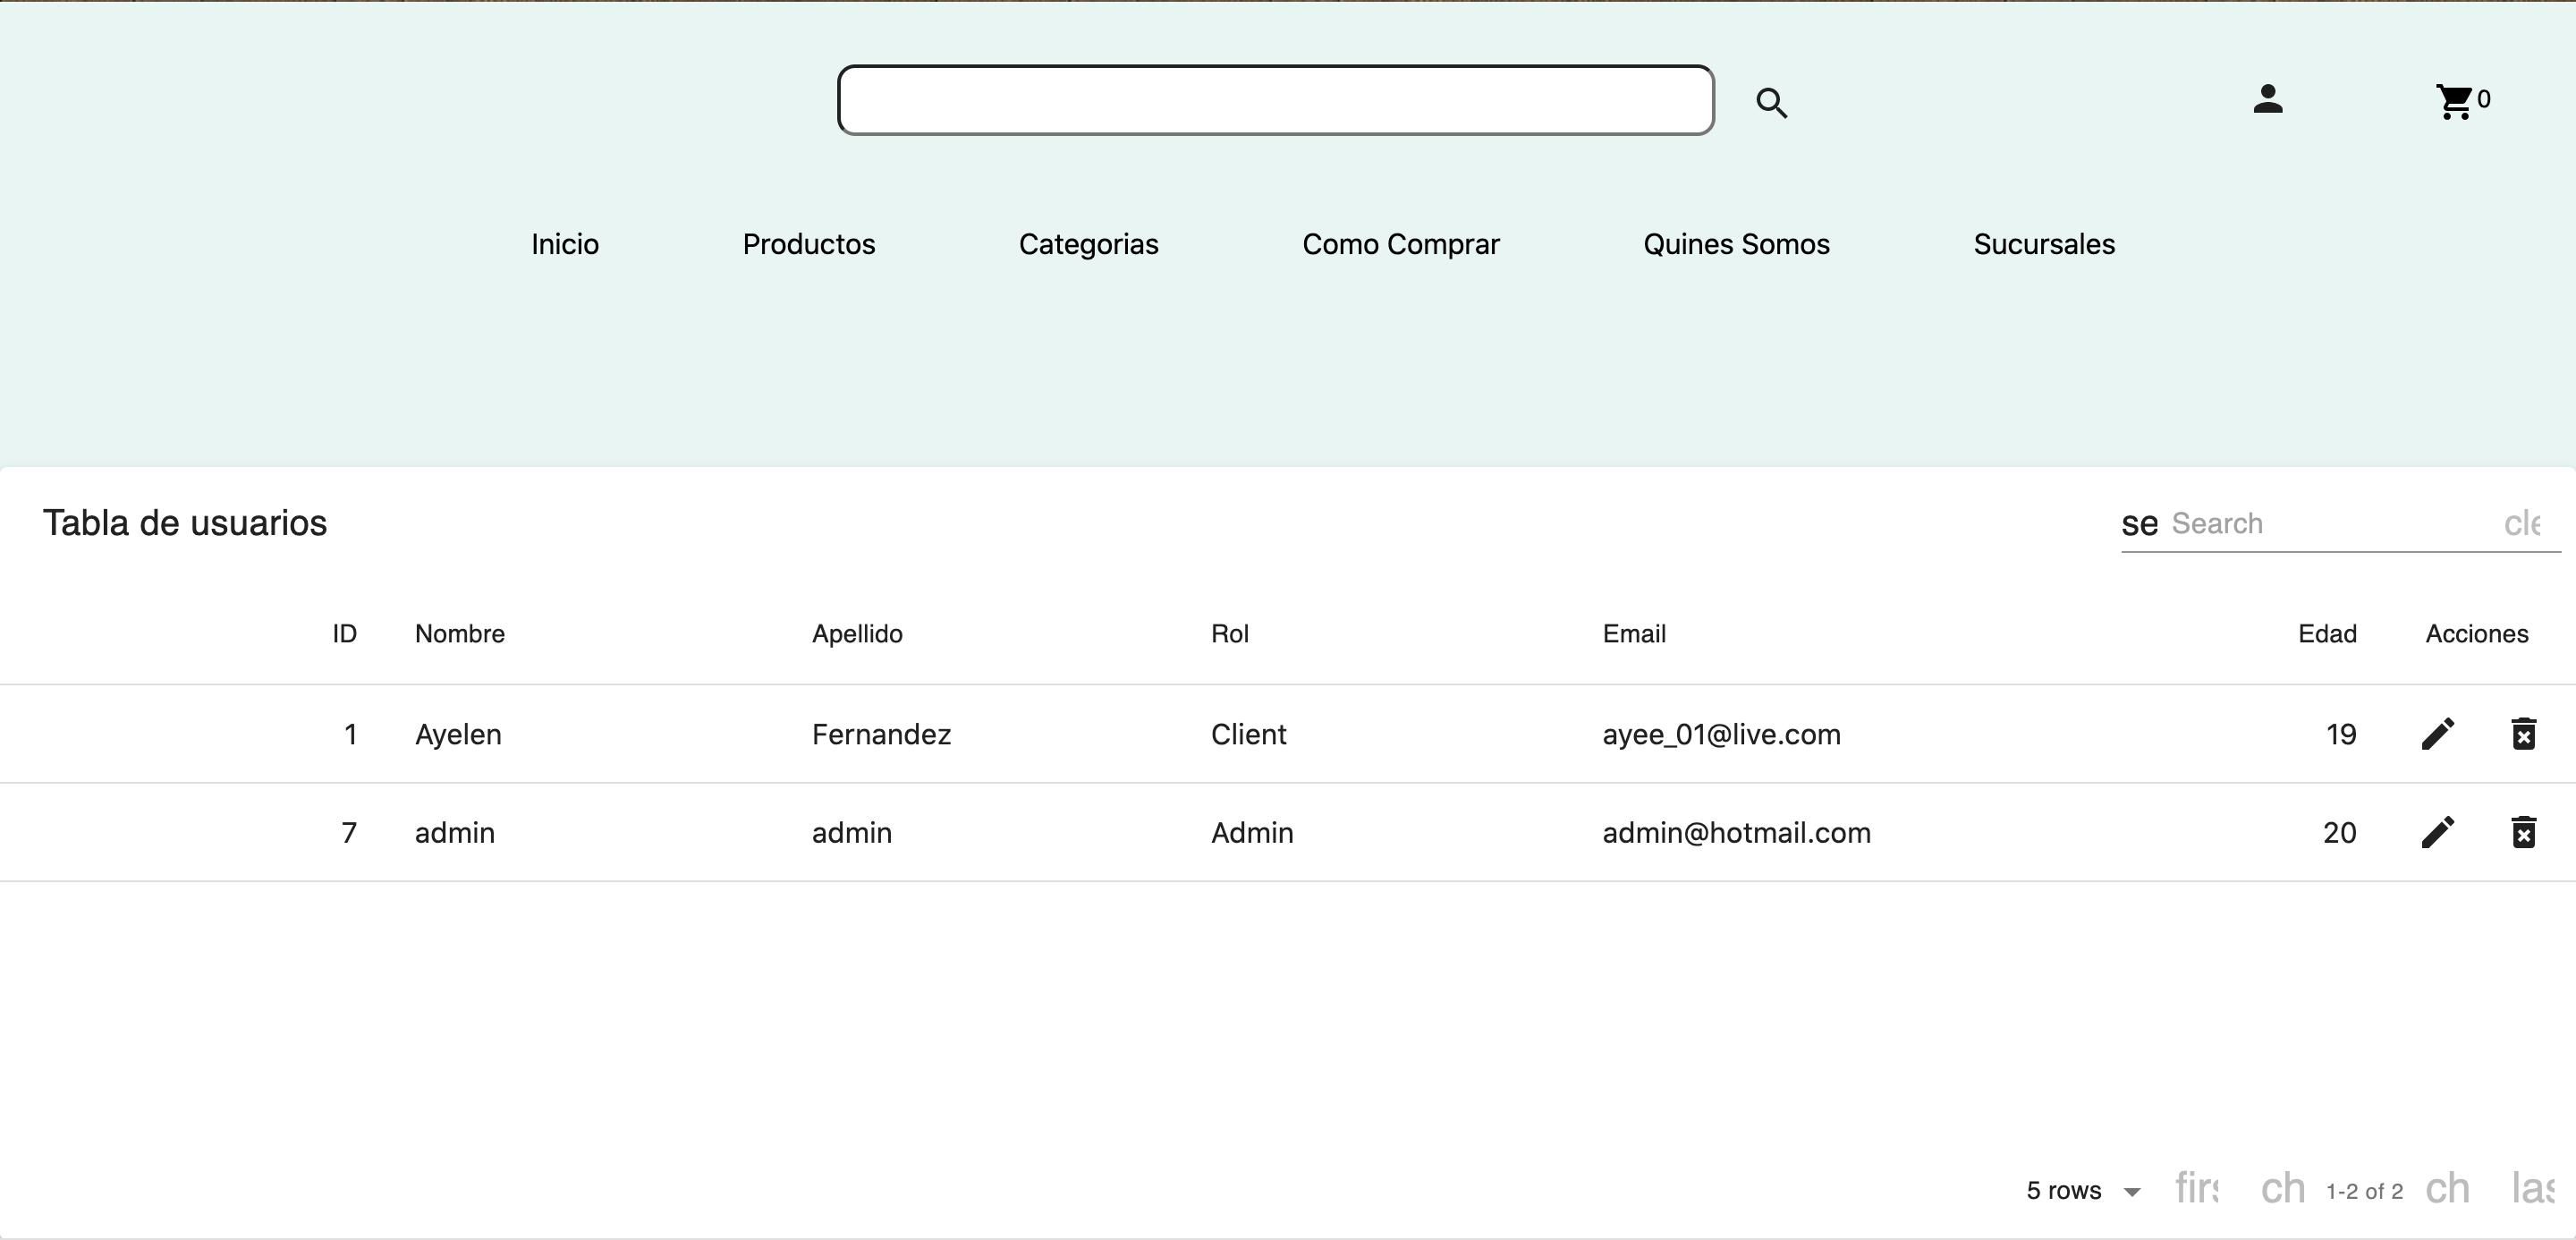 0
Inicio Productos Categorias Como Comprar Quines Somos Sucursales
Tabla de usuarios se Search cle
ID Nombre Apellido Rol Email Edad Acciones
1 Ayelen Fernandez Client ayee_01@live.com 19
7 admin admin Admin admin@hotmail.com 20
5 rows firs ch 1-2 of 2 ch las